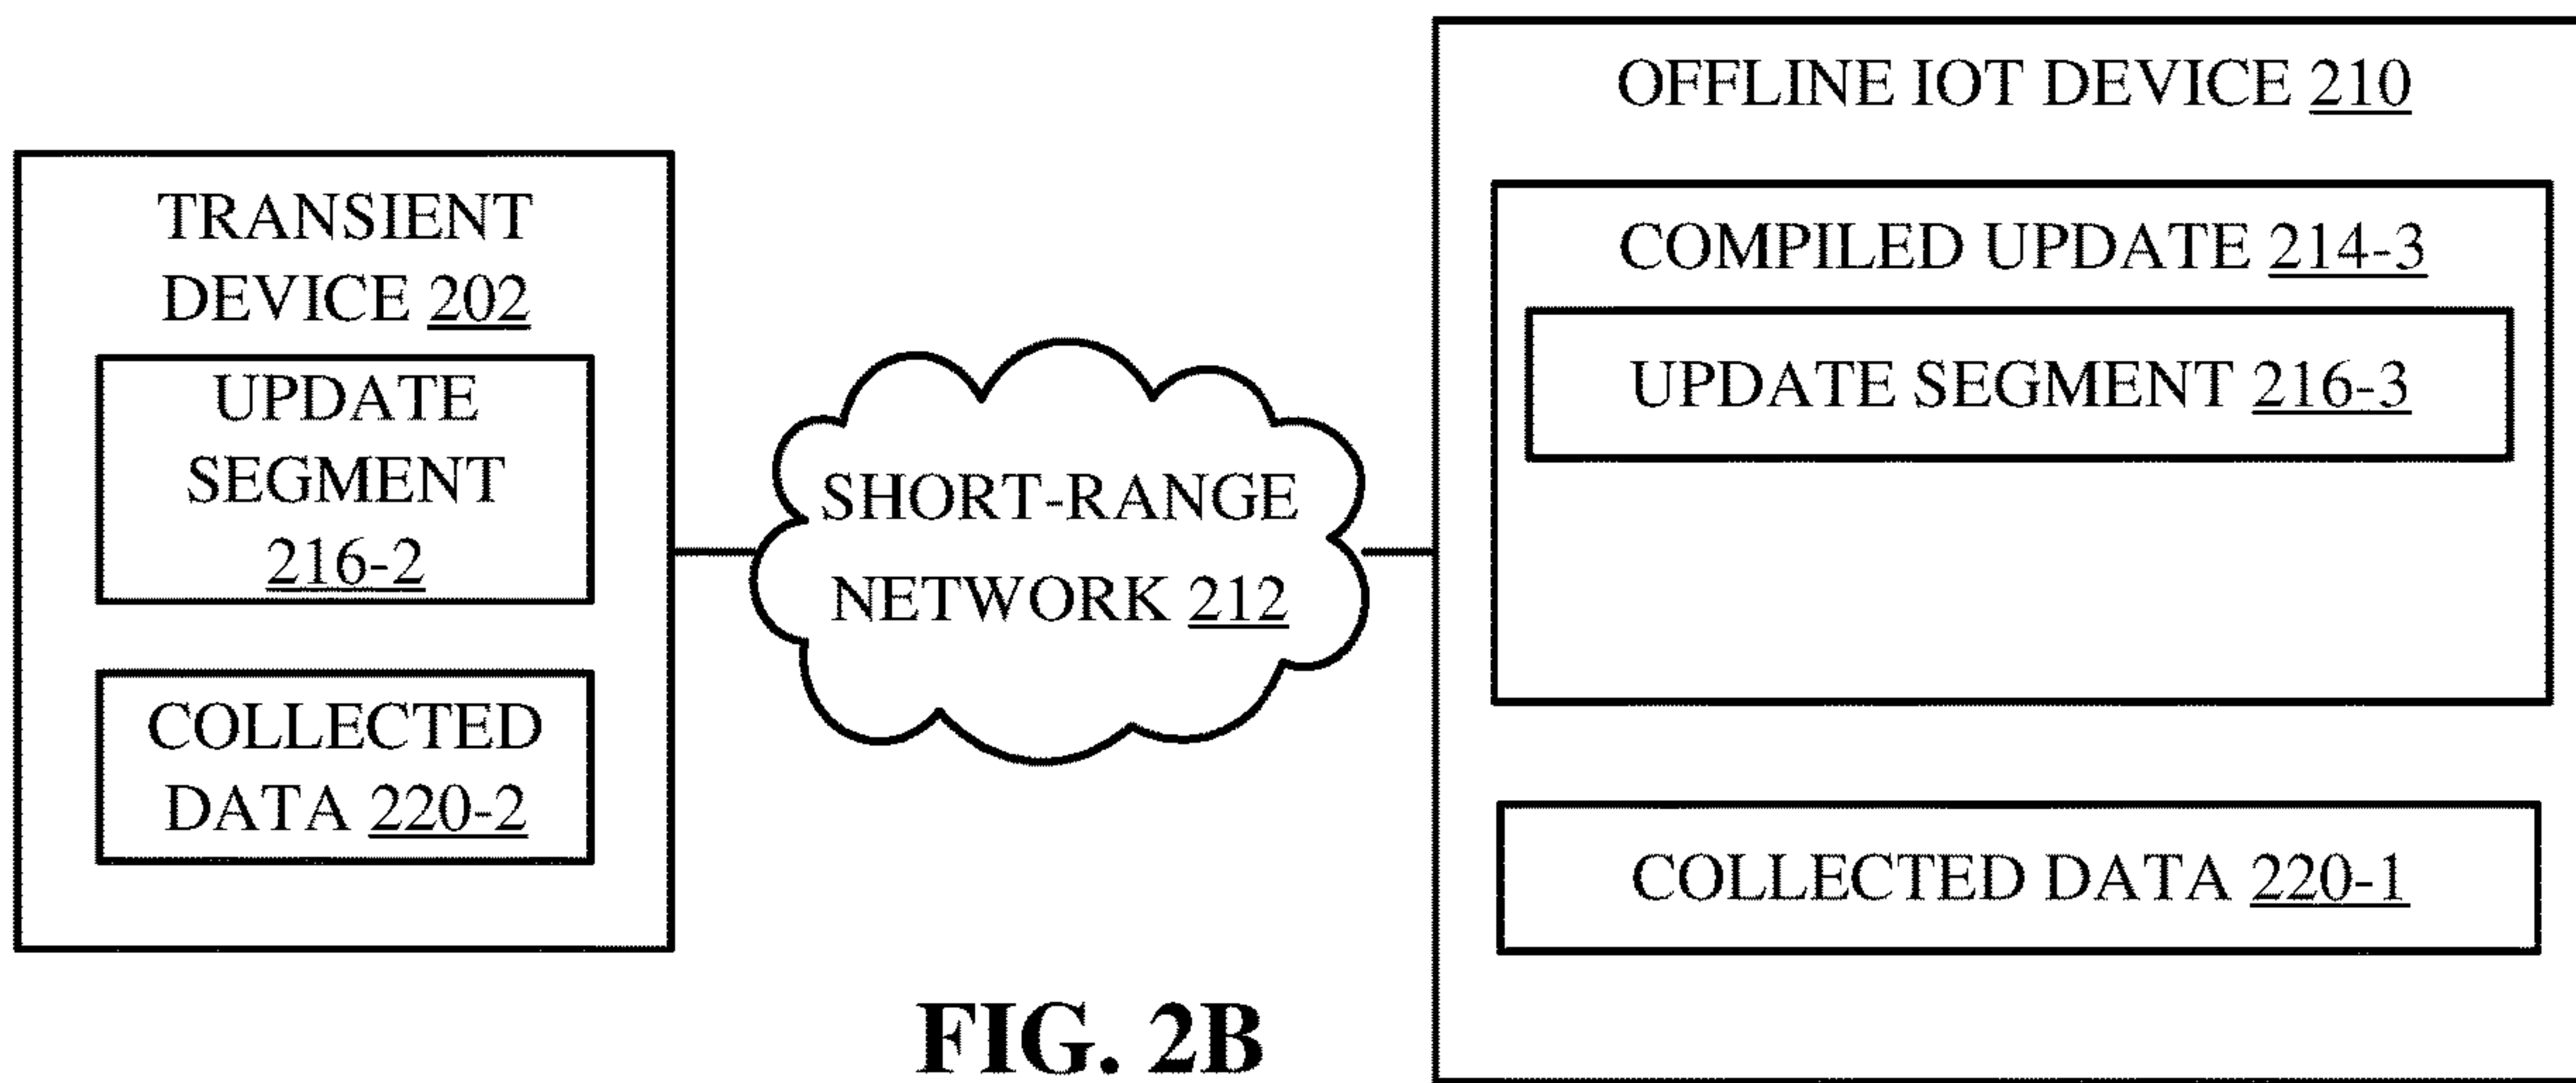 TRANSIENT
DEVICE 202
UPDATE
SEGMENT
216-2
COLLECTED
DATA 220-2
SHORT-RANGE
NETWORK 212
OFFLINE IOT DEVICE 210
COMPILED UPDATE 214-3
UPDATE SEGMENT 216-3
COLLECTED DATA 220-1
FIG. 2B